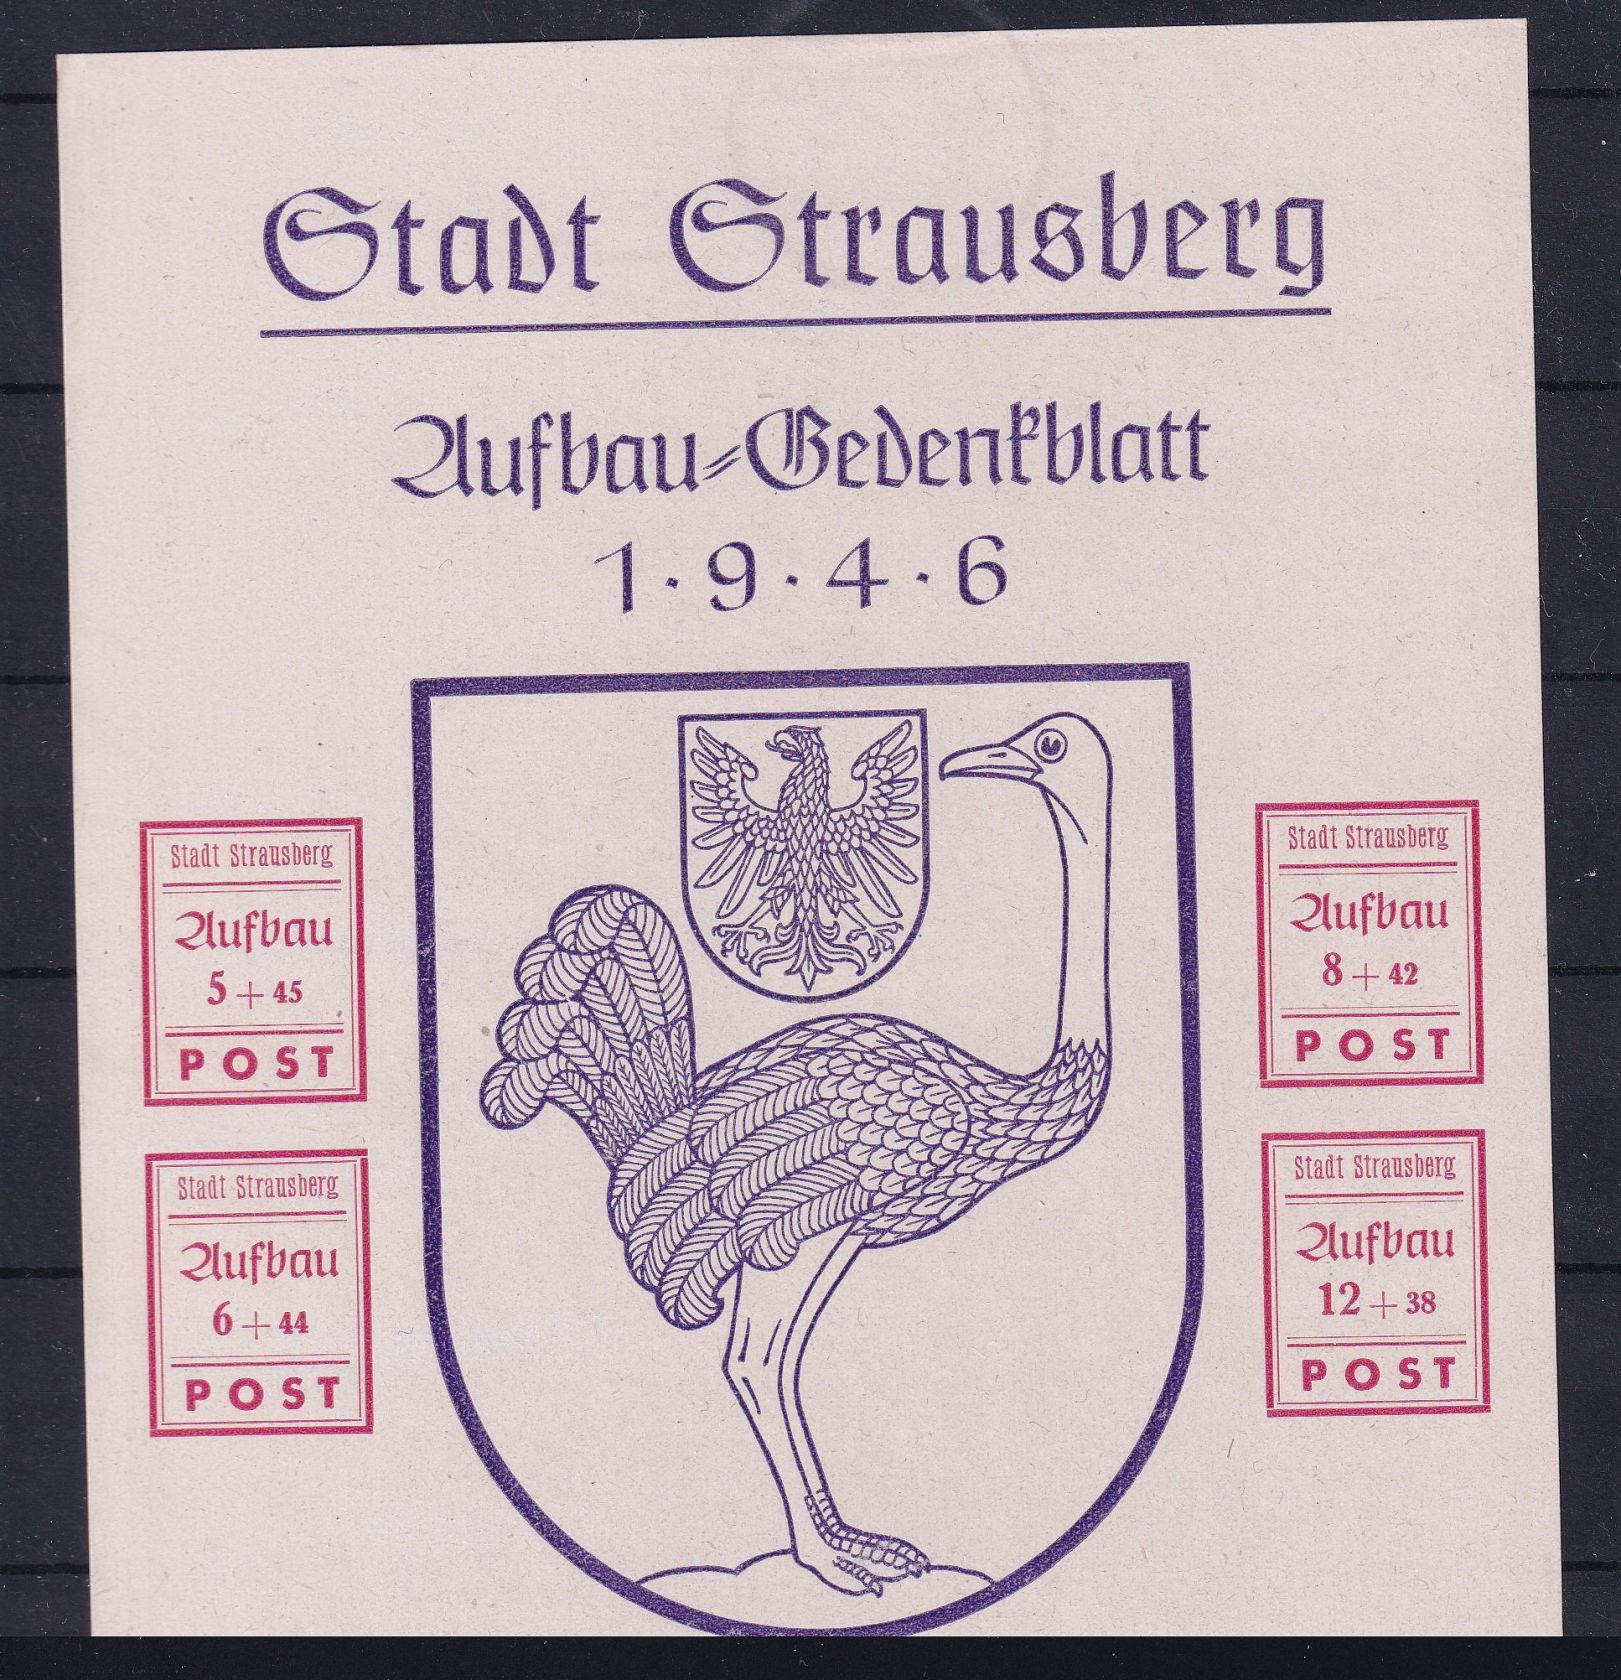 Stadt Strausberg
Aufbau-Gedenkblatt
1·9·4·6
Stadt Strausberg
Aufbau
5 + 45
POST
Stadt Strausberg
Aufbau
8 + 42
POST
Stadt Strausberg
Aufbau
6 + 44
POST
Stadt Strausberg
Aufbau
12 + 38
POST